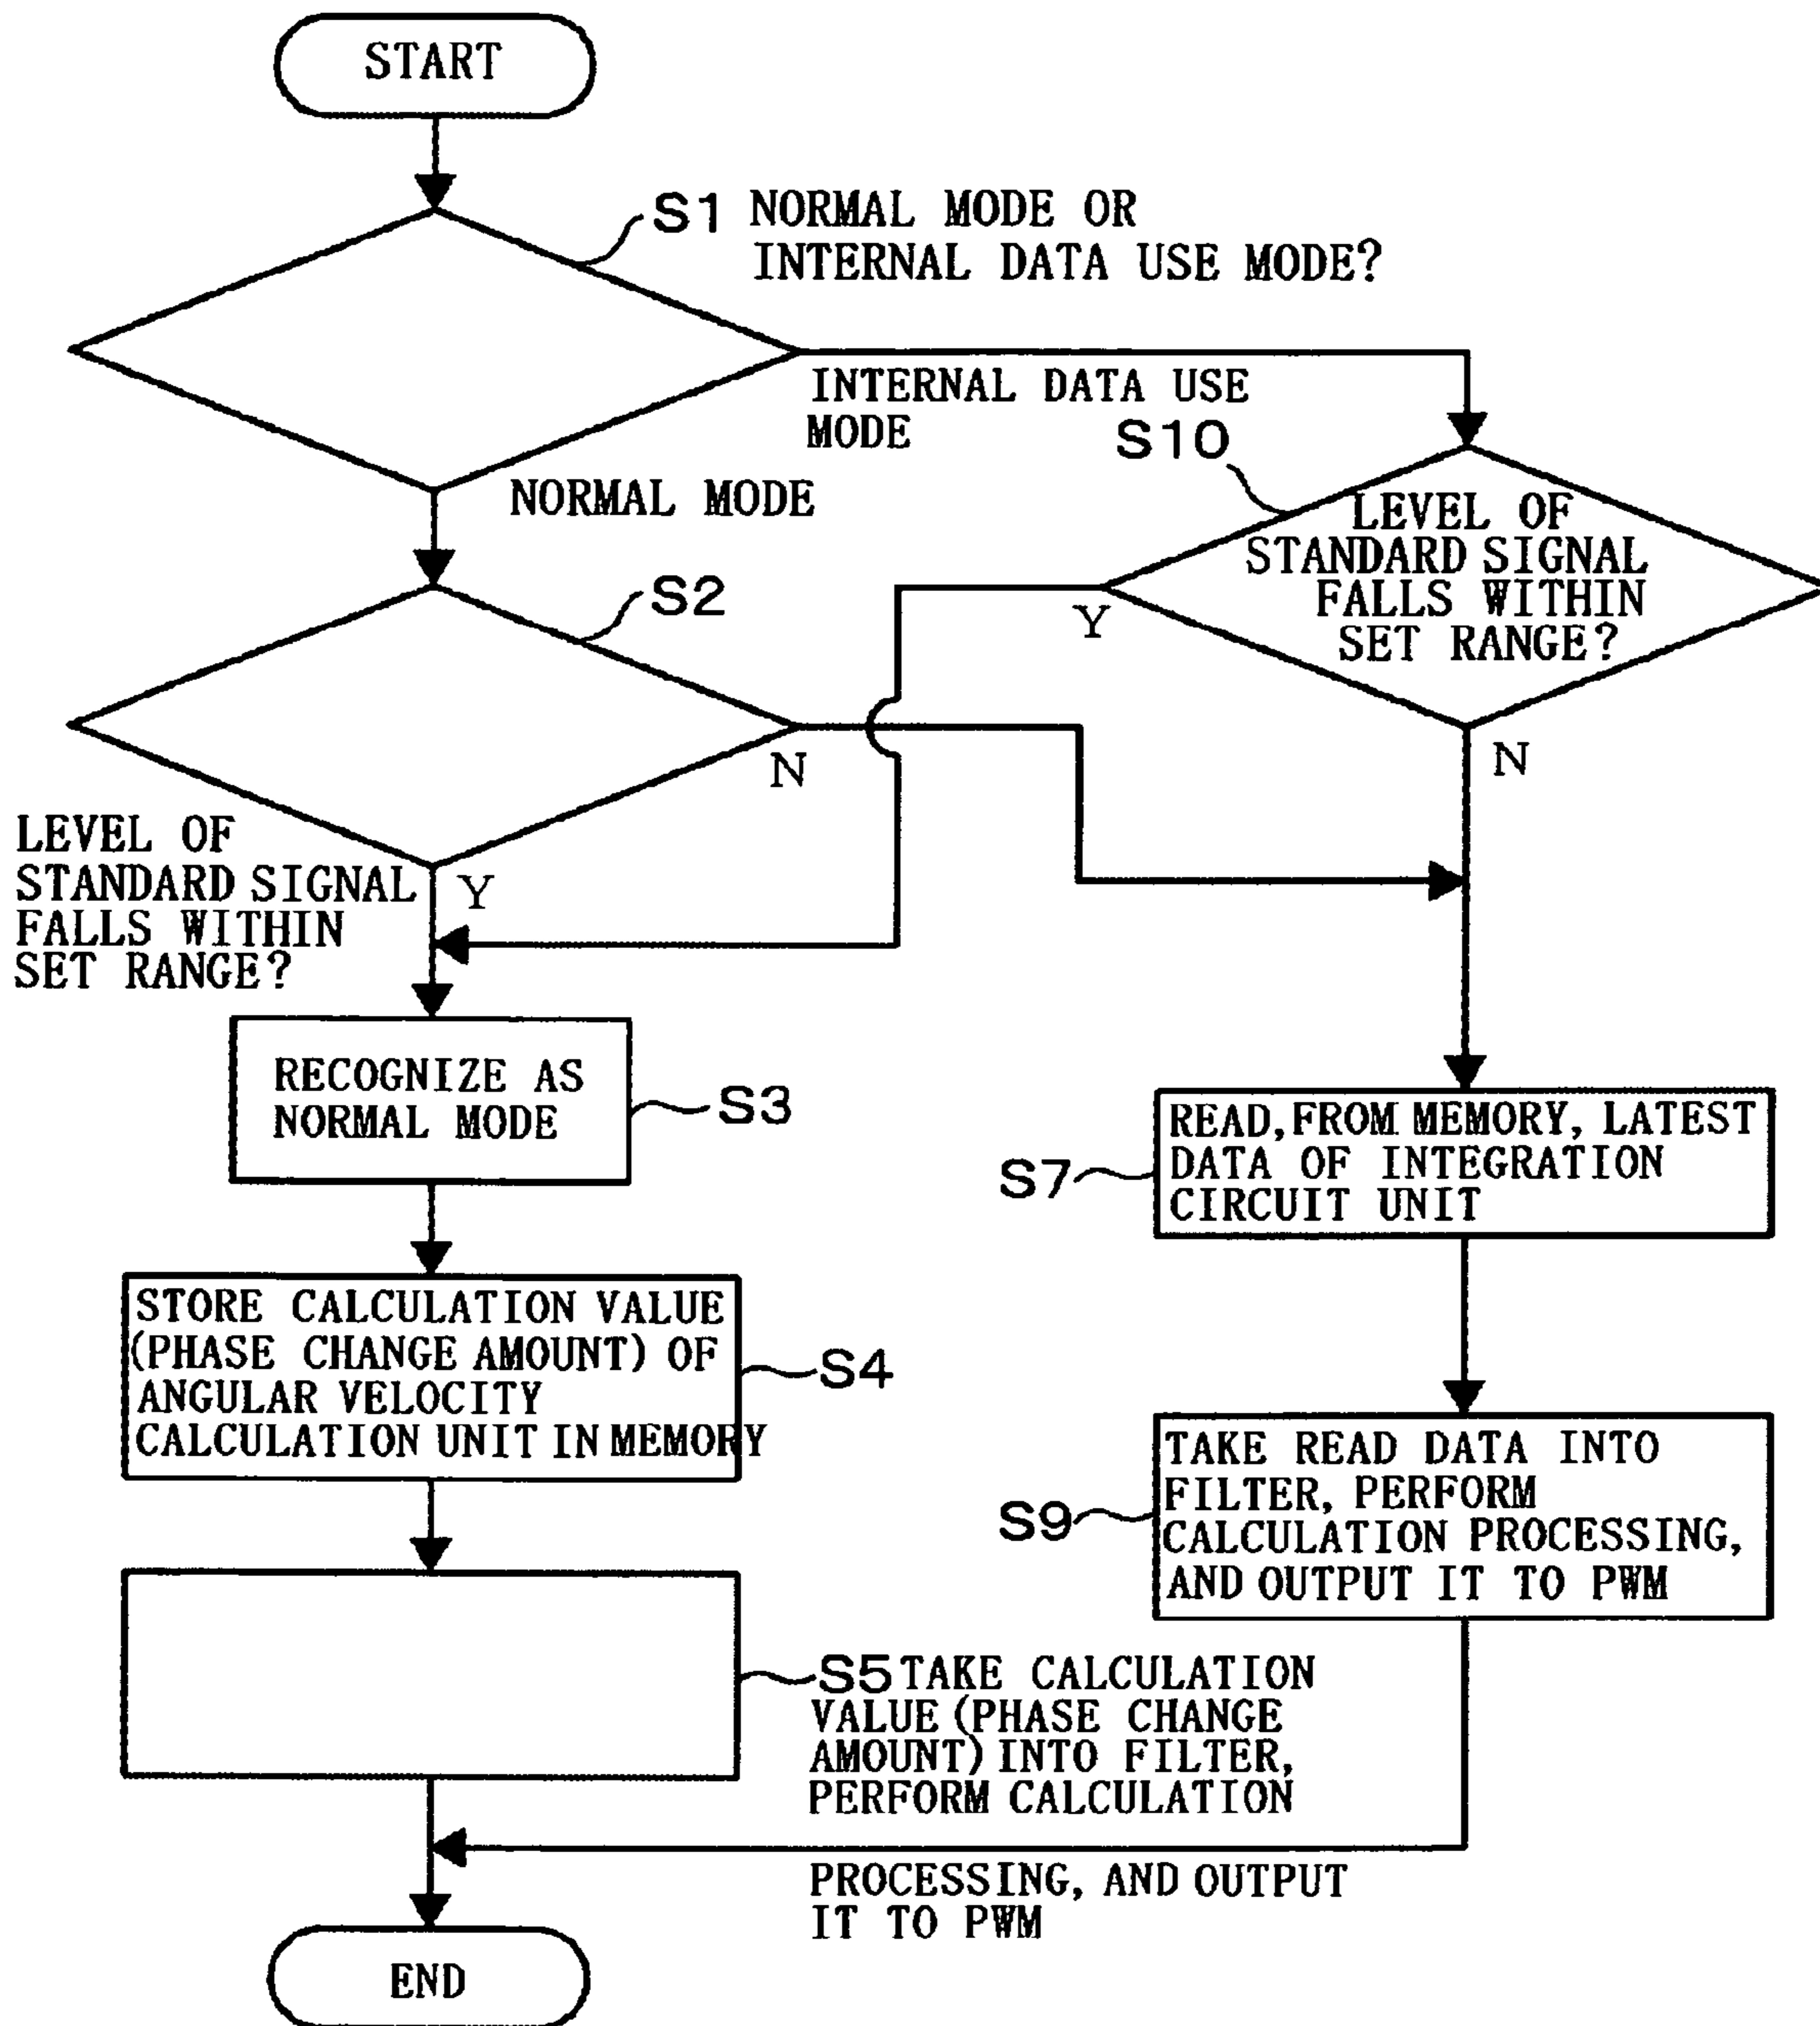 START
S1 NORMAL MODE OR
INTERNAL DATA USE MODE?
INTERNAL DATA USE
MODE
NORMAL MODE
S10
LEVEL OF
STANDARD SIGNAL
FALLS WITHIN
SET RANGE?
Y
N
S2
N
LEVEL OF
STANDARD SIGNAL
FALLS WITHIN
SET RANGE?
Y
RECOGNIZE AS
NORMAL MODE
S3
READ, FROM MEMORY, LATEST
DATA OF INTEGRATION
CIRCUIT UNIT
S7
STORE CALCULATION VALUE
(PHASE CHANGE AMOUNT) OF
ANGULAR VELOCITY
CALCULATION UNIT IN MEMORY
S4
TAKE READ DATA INTO
FILTER, PERFORM
CALCULATION PROCESSING,
AND OUTPUT IT TO PWM
S9
S5 TAKE CALCULATION
VALUE (PHASE CHANGE
AMOUNT) INTO FILTER,
PERFORM CALCULATION
PROCESSING, AND OUTPUT
IT TO PWM
END